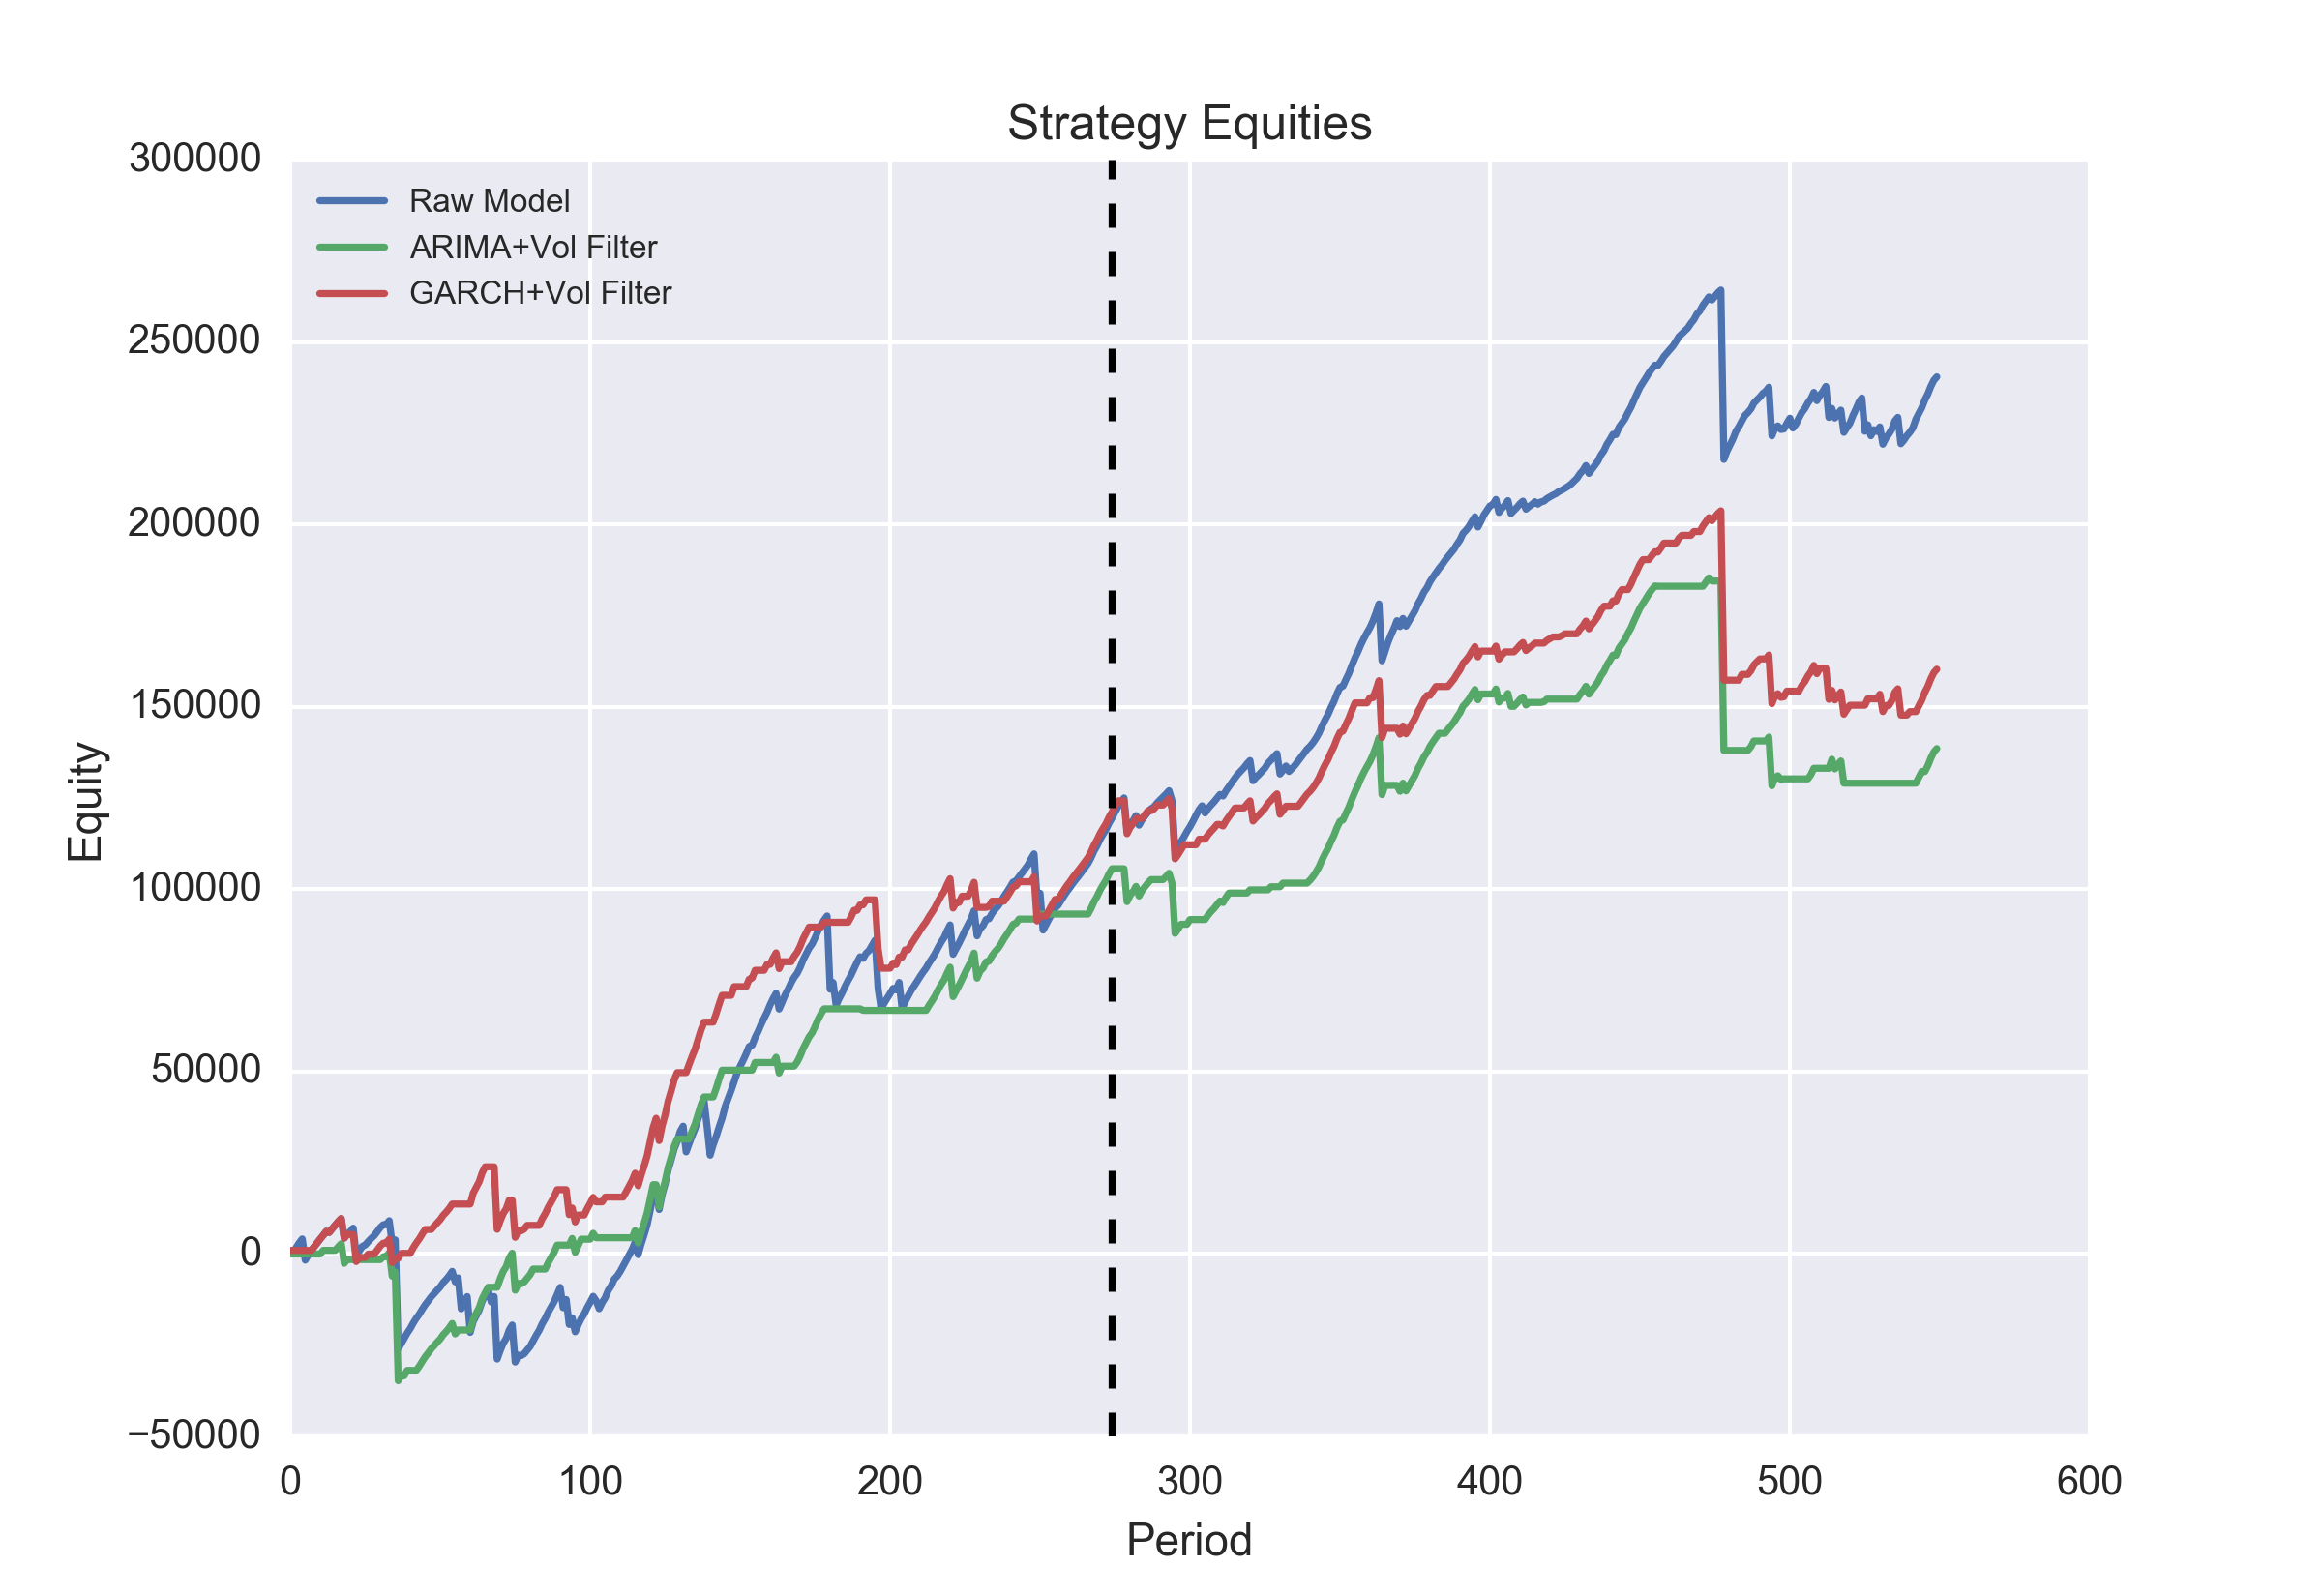 Strategy Equities
300000
250000
200000
150000
100000
50000
0
−50000
Equity
Raw Model
ARIMA+Vol Filter
GARCH+Vol Filter
0 100 200 300 400 500 600
Period